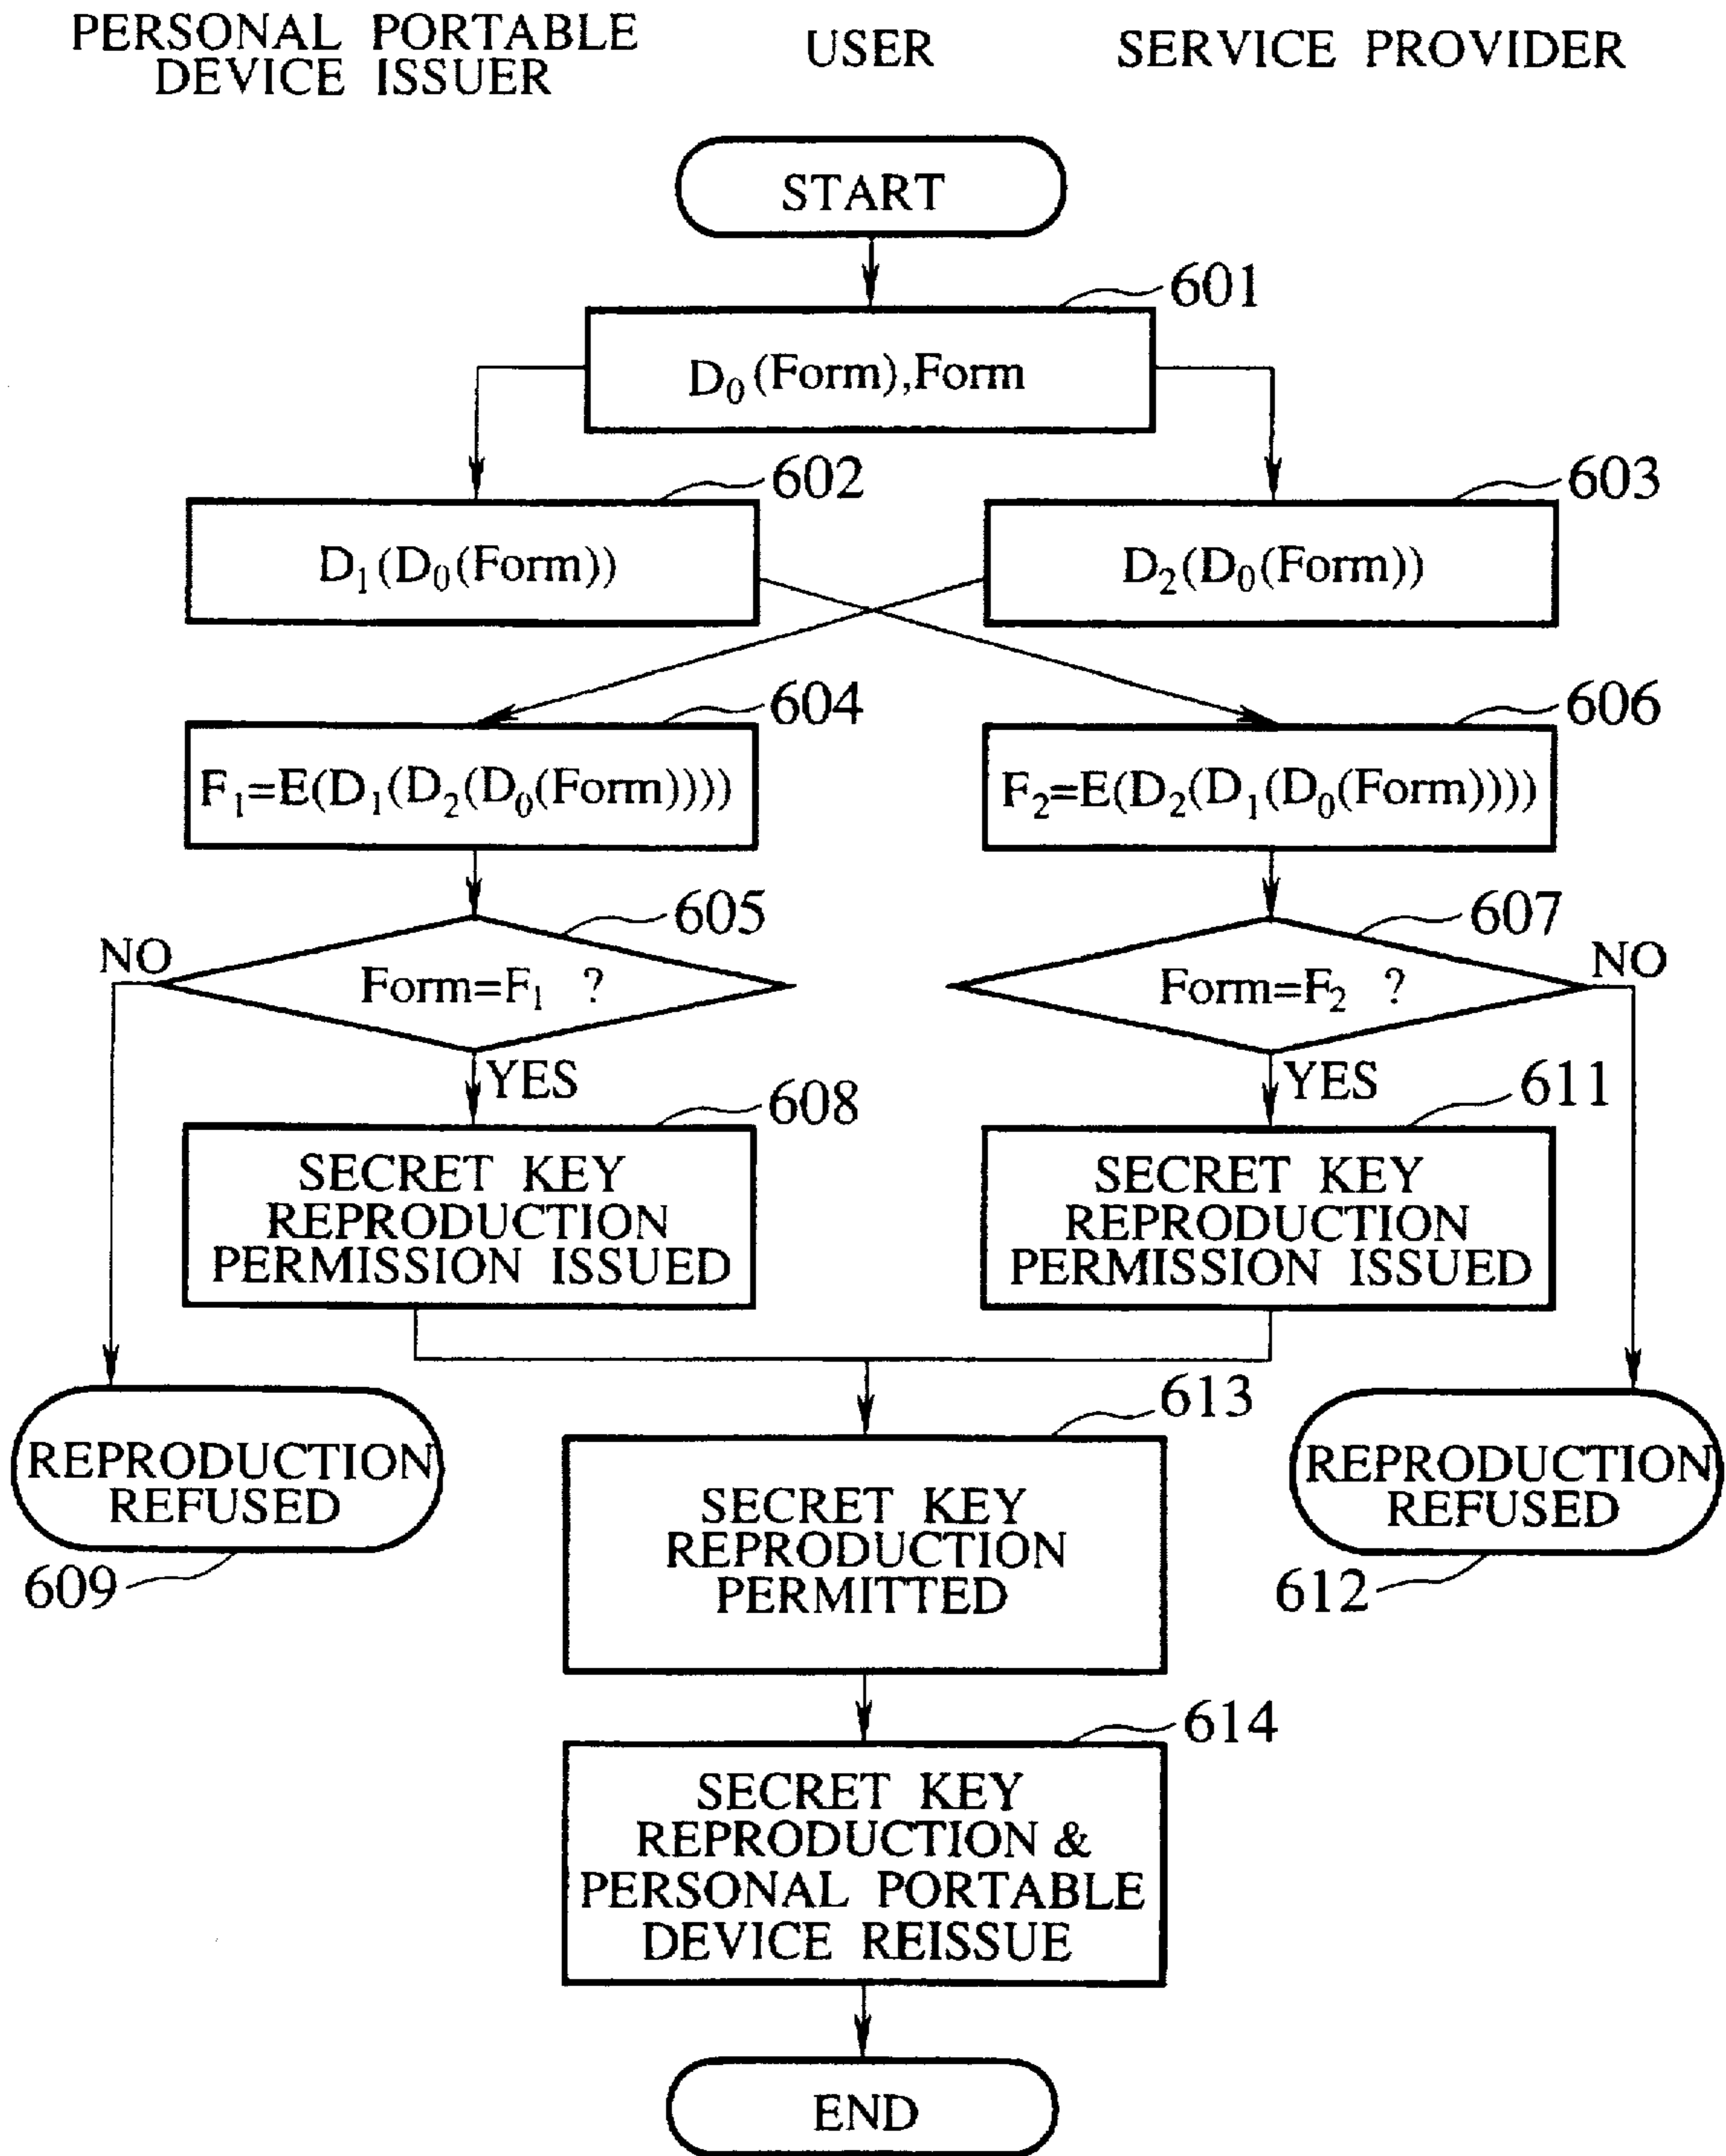 PERSONAL PORTABLE
DEVICE ISSUER
USER
SERVICE PROVIDER
START
601
D₀(Form),Form
602
603
D₁(D₀(Form))
D₂(D₀(Form))
604
606
F₁=E(D₁(D₂(D₀(Form))))
F₂=E(D₂(D₁(D₀(Form))))
605
607
NO
Form=F₁ ?
Form=F₂ ?
NO
YES
YES
608
611
SECRET KEY
REPRODUCTION
PERMISSION ISSUED
SECRET KEY
REPRODUCTION
PERMISSION ISSUED
613
REPRODUCTION
REFUSED
609
SECRET KEY
REPRODUCTION
PERMITTED
REPRODUCTION
REFUSED
612
614
SECRET KEY
REPRODUCTION &
PERSONAL PORTABLE
DEVICE REISSUE
END